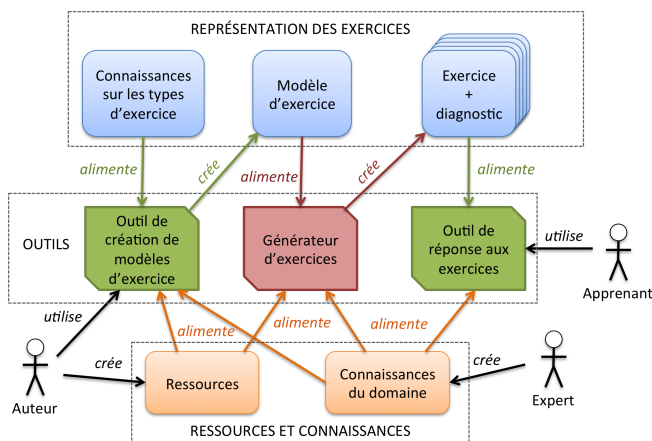 REPRÉSENTATION DES EXERCICES
Connaissances
sur les types
d'exercice
Modèle
d'exercice
Exercice
+
diagnostic
alimente
crée
alimente
crée
alimente
OUTILS
Outil de
création de
modèles
d'exercice
Générateur
d'exercices
Outil de
réponse aux
exercices
utilise
Apprenant
utilise
alimente
alimente
alimente
Auteur
crée
Ressources
Connaissances
du domaine
crée
Expert
RESSOURCES ET CONNAISSANCES